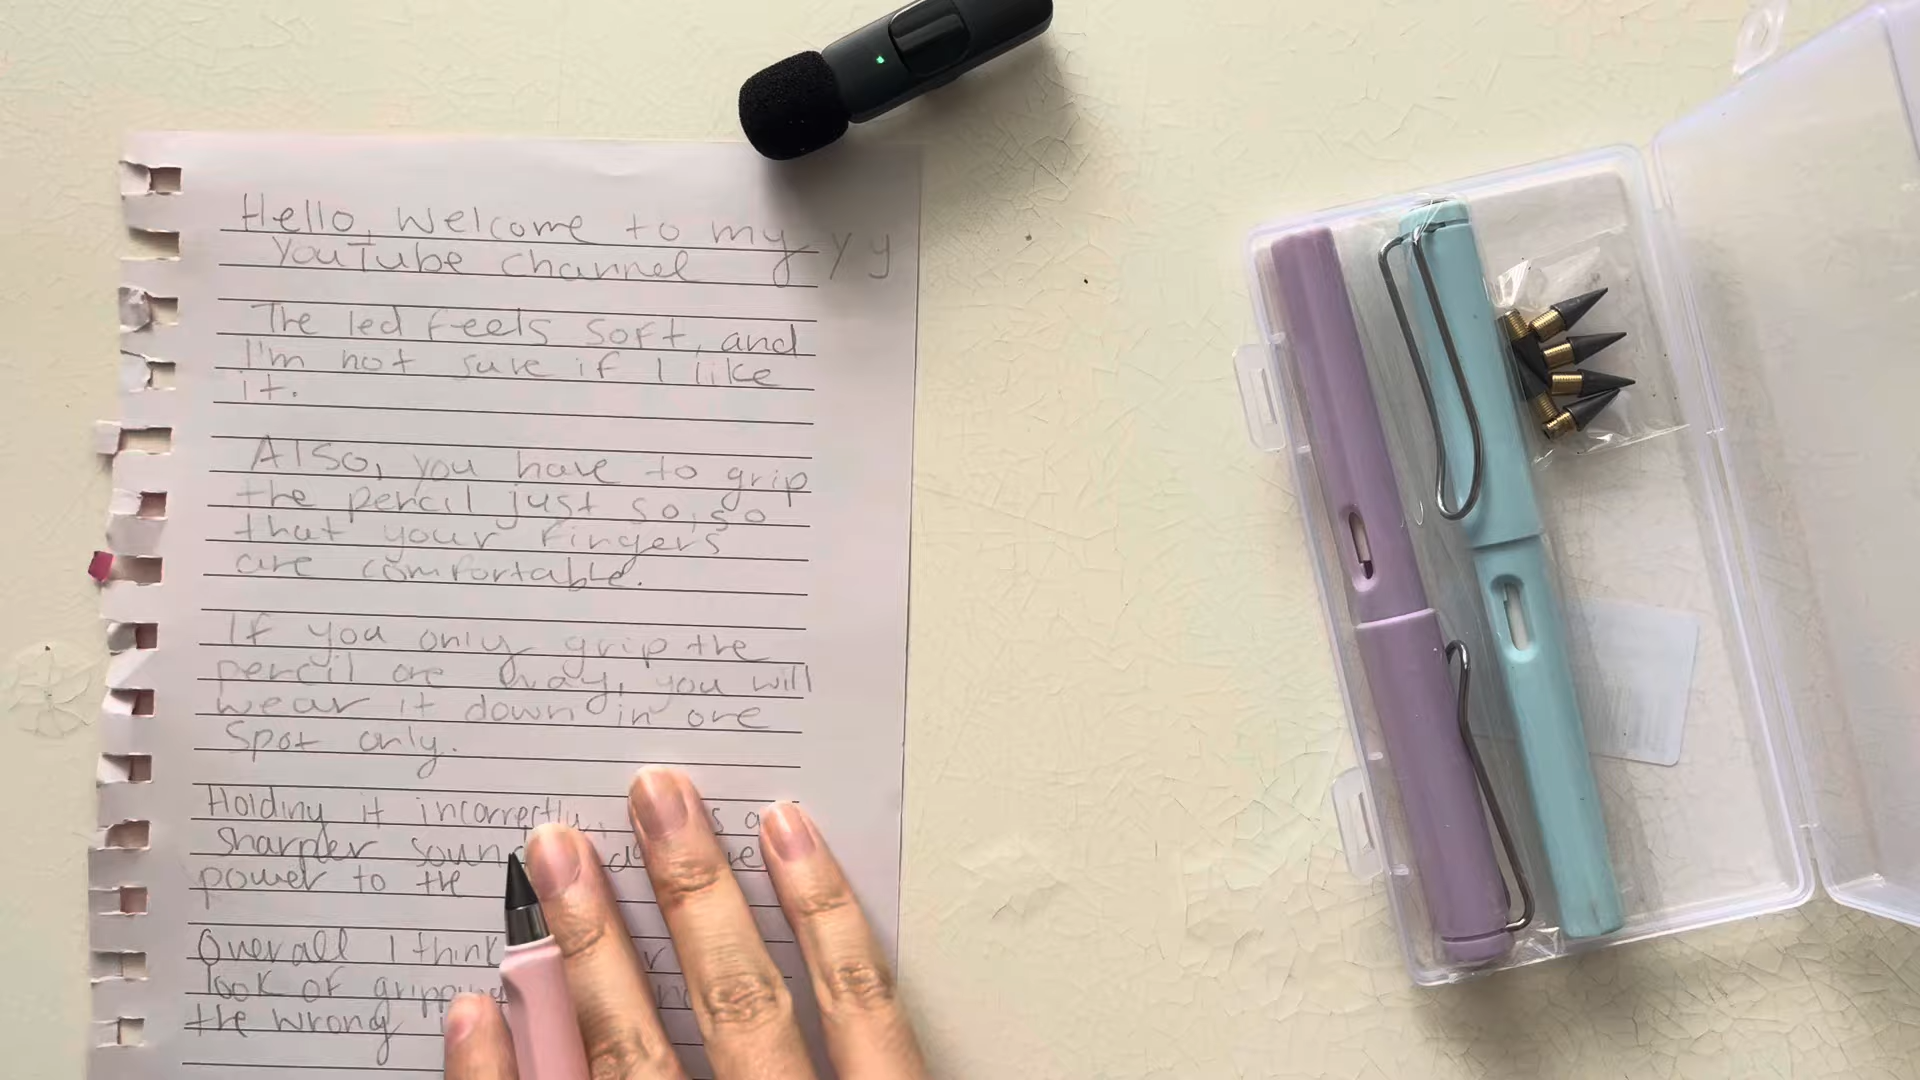 Hello, Welcome to my y y
YouTube channel
The led feels soft, and
I'm not sure if I like
it.
Also, you have to grip
the pencil just so, so
that your fingers
are comfortable.
If you only grip the
pencil one way, you will
wear it down in one
spot only.
Holding it incorrectly, a
sharper
power to the
Overall I think
look of
the wrong